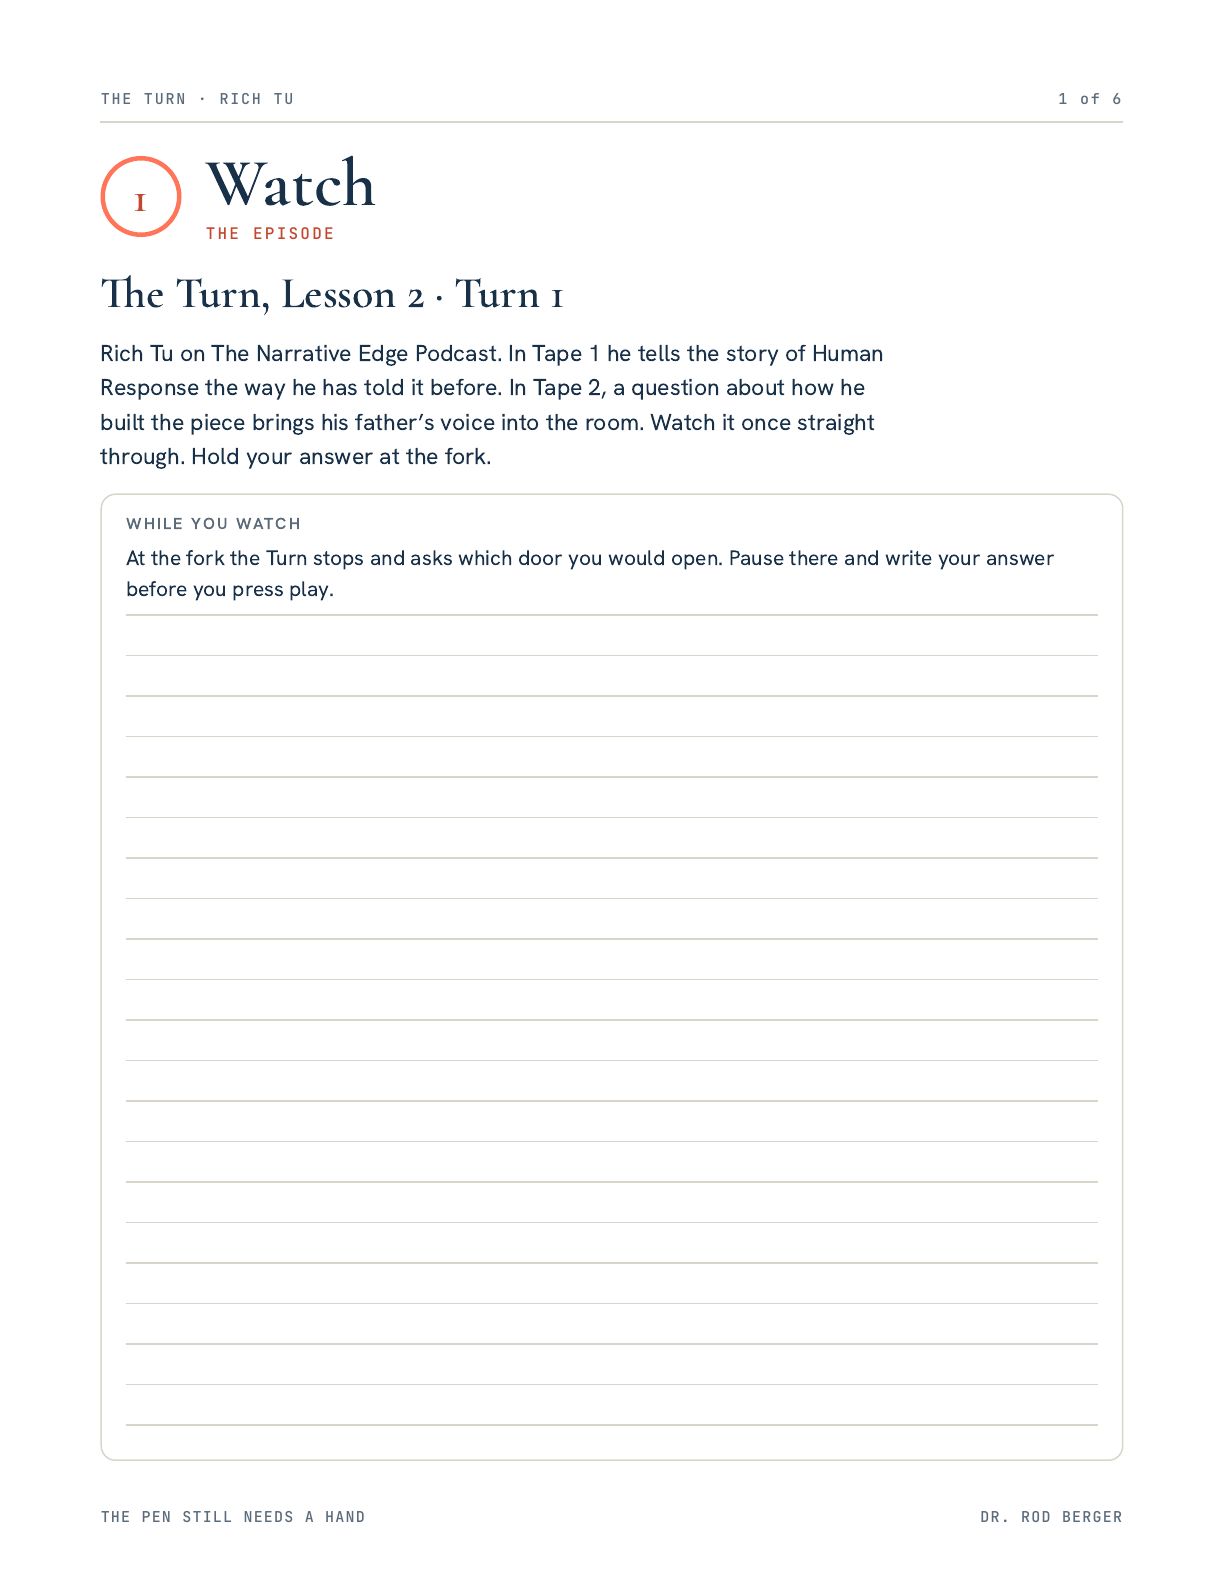 THE TURN · RICH TU
1 of 6
1
Watch
THE EPISODE
The Turn, Lesson 2 · Turn 1
Rich Tu on The Narrative Edge Podcast. In Tape 1 he tells the story of Human
Response the way he has told it before. In Tape 2, a question about how he
built the piece brings his father’s voice into the room. Watch it once straight
through. Hold your answer at the fork.
WHILE YOU WATCH
At the fork the Turn stops and asks which door you would open. Pause there and write your answer
before you press play.
THE PEN STILL NEEDS A HAND
DR. ROD BERGER